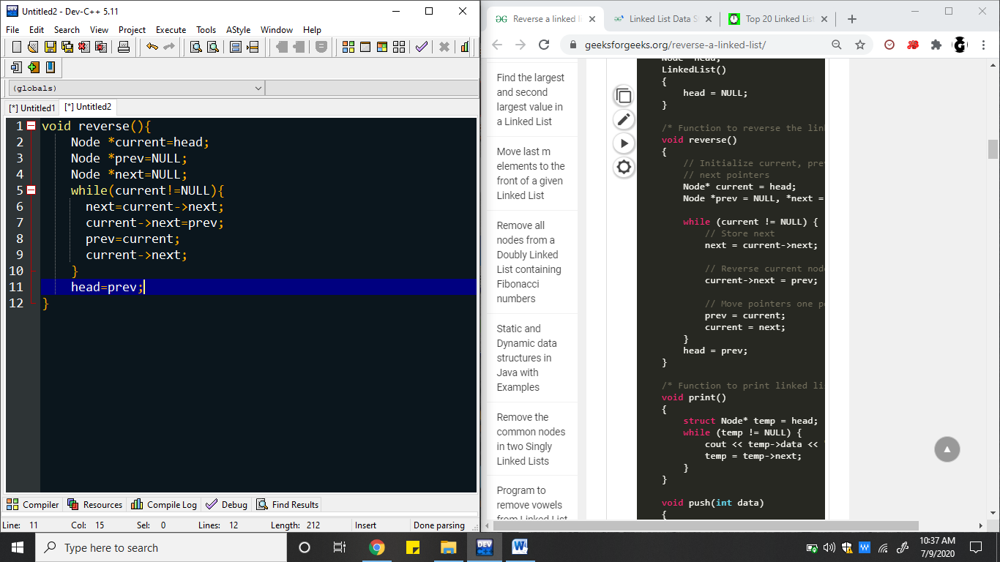 Untitled2 - Dev-C++ 5.11
File Edit Search View Project Execute Tools AStyle Window Help
(globals)
[*] Untitled1 [*] Untitled2
1 void reverse(){
2 Node *current=head;
3 Node *prev=NULL;
4 Node *next=NULL;
5 while(current!=NULL){
6 next=current->next;
7 current->next=prev;
8 prev=current;
9 current->next;
10 }
11 head=prev;
12 }
Compiler Resources Compile Log Debug Find Results
Line: 11 Col: 15 Sel: 0 Lines: 12 Length: 212 Insert Done parsing
Reverse a linked Linked List Data S Top 20 Linked List
geeksforgeeks.org/reverse-a-linked-list/
Find the largest
and second
largest value in
a Linked List
Move last m
elements to the
front of a given
Linked List
Remove all
nodes from a
Doubly Linked
List containing
Fibonacci
numbers
Static and
Dynamic data
structures in
Java with
Examples
Remove the
common nodes
in two Singly
Linked Lists
Program to
remove vowels
from Linked List
Node* head;
LinkedList()
{
head = NULL;
}
/* Function to reverse the lin
void reverse()
{
// Initialize current, pre
// next pointers
Node* current = head;
Node *prev = NULL, *next =
while (current != NULL) {
// Store next
next = current->next;
// Reverse current nod
current->next = prev;
// Move pointers one p
prev = current;
current = next;
}
head = prev;
}
/* Function to print linked li
void print()
{
struct Node* temp = head;
while (temp != NULL) {
cout << temp->data <<
temp = temp->next;
}
}
void push(int data)
{
Type here to search
10:37 AM
7/9/2020